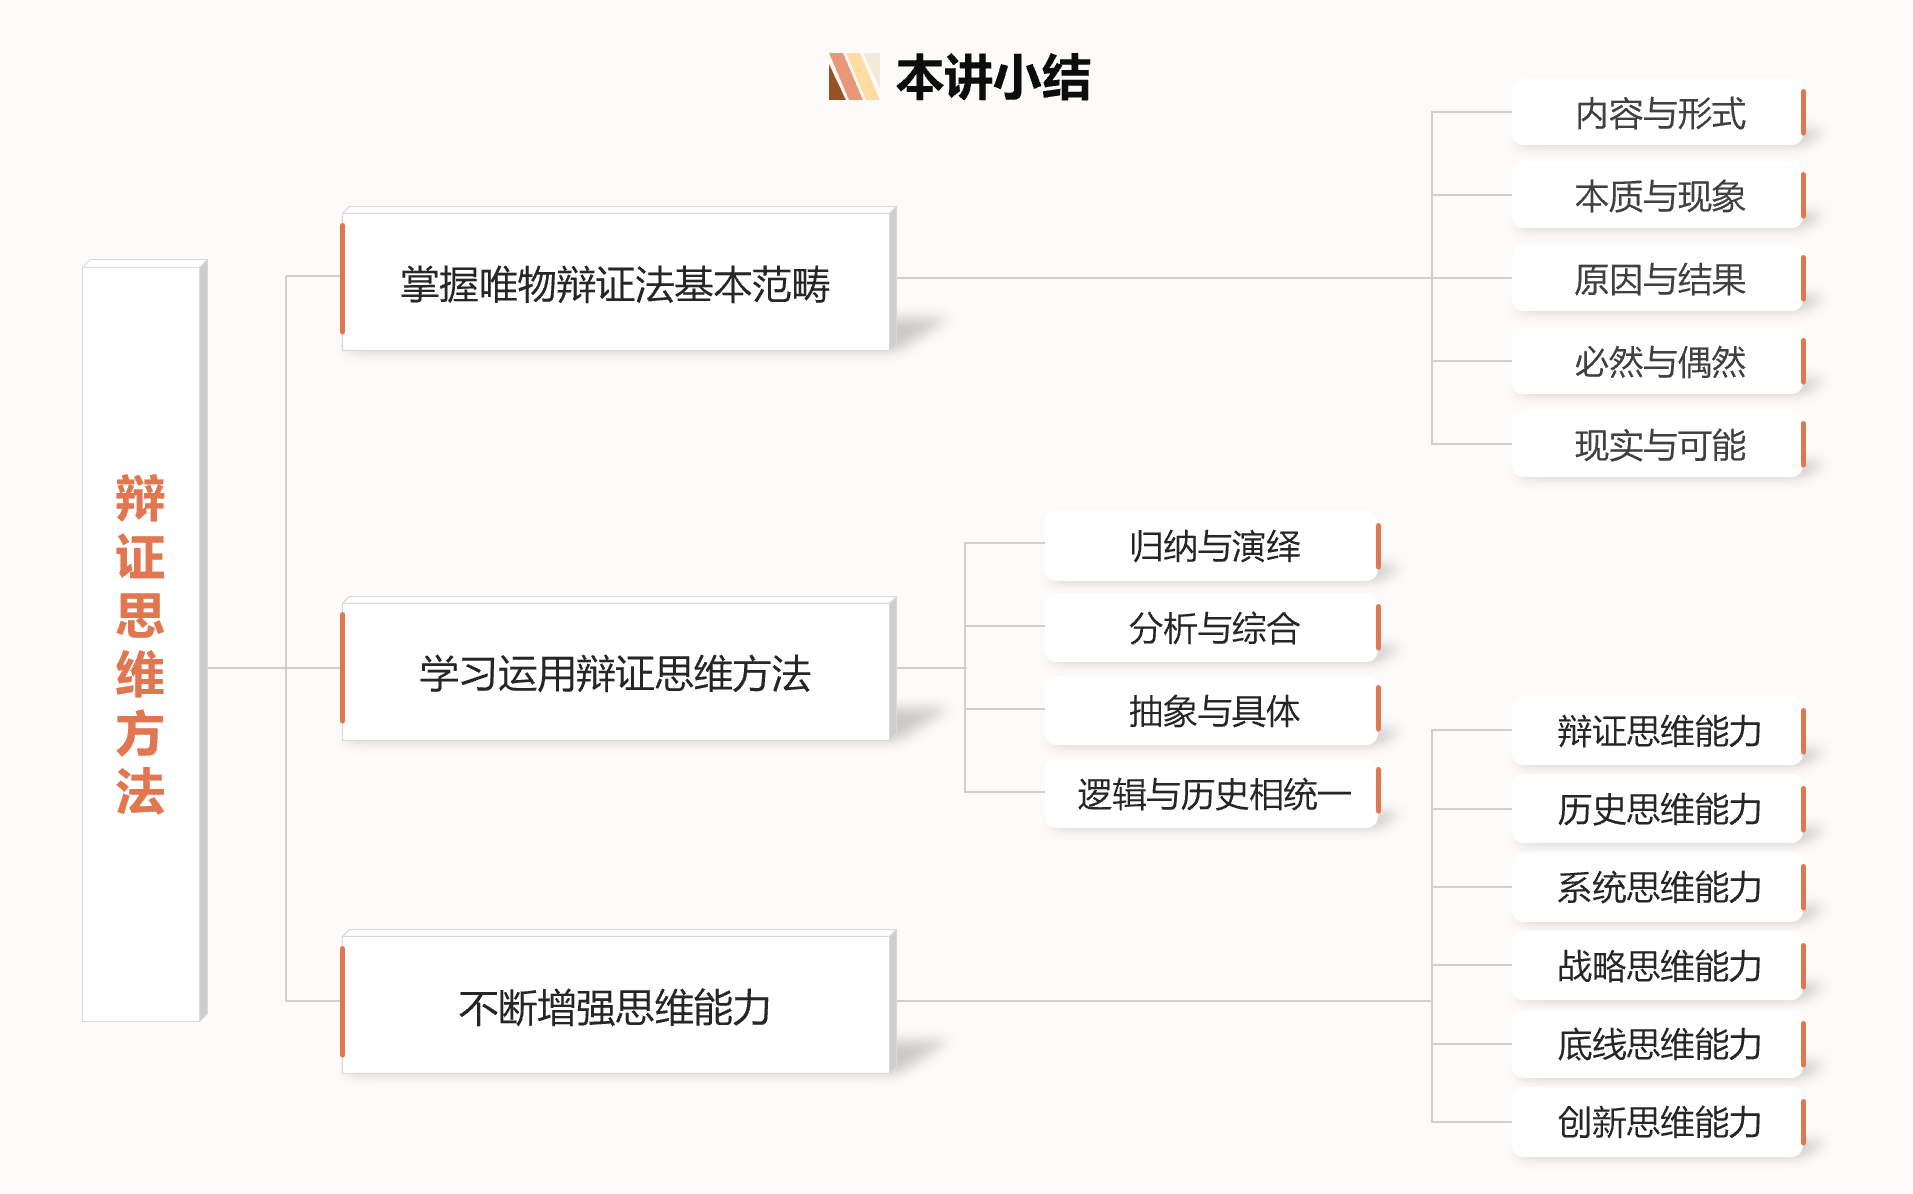 本讲小结
辩证思维方法
掌握唯物辩证法基本范畴
内容与形式
本质与现象
原因与结果
必然与偶然
现实与可能
学习运用辩证思维方法
归纳与演绎
分析与综合
抽象与具体
逻辑与历史相统一
不断增强思维能力
辩证思维能力
历史思维能力
系统思维能力
战略思维能力
底线思维能力
创新思维能力